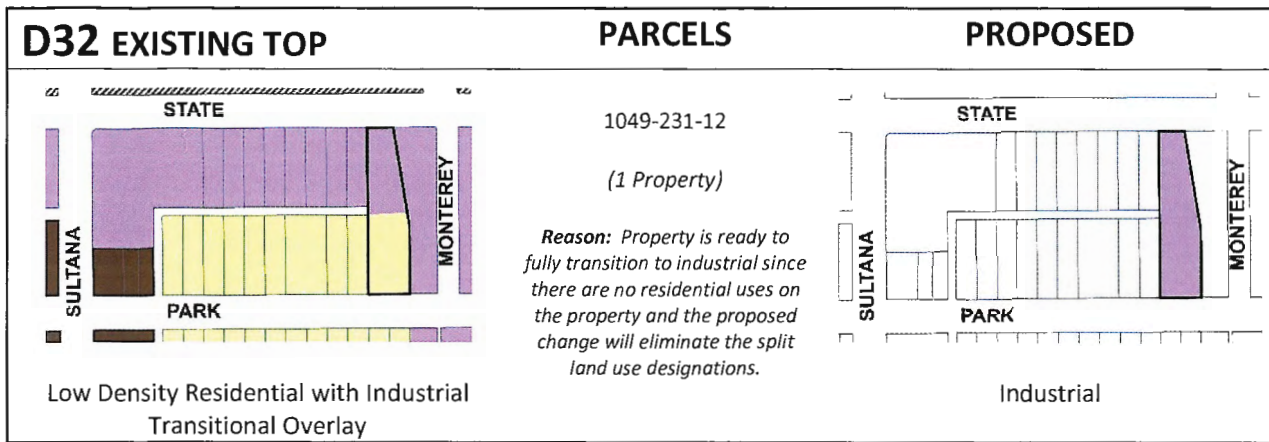 D32 EXISTING TOP
PARCELS
PROPOSED
STATE
SULTANA
MONTEREY
PARK
Low Density Residential with Industrial
Transitional Overlay
1049-231-12
(1 Property)
Reason: Property is ready to
fully transition to industrial since
there are no residential uses on
the property and the proposed
change will eliminate the split
land use designations.
STATE
SULTANA
MONTEREY
PARK
Industrial